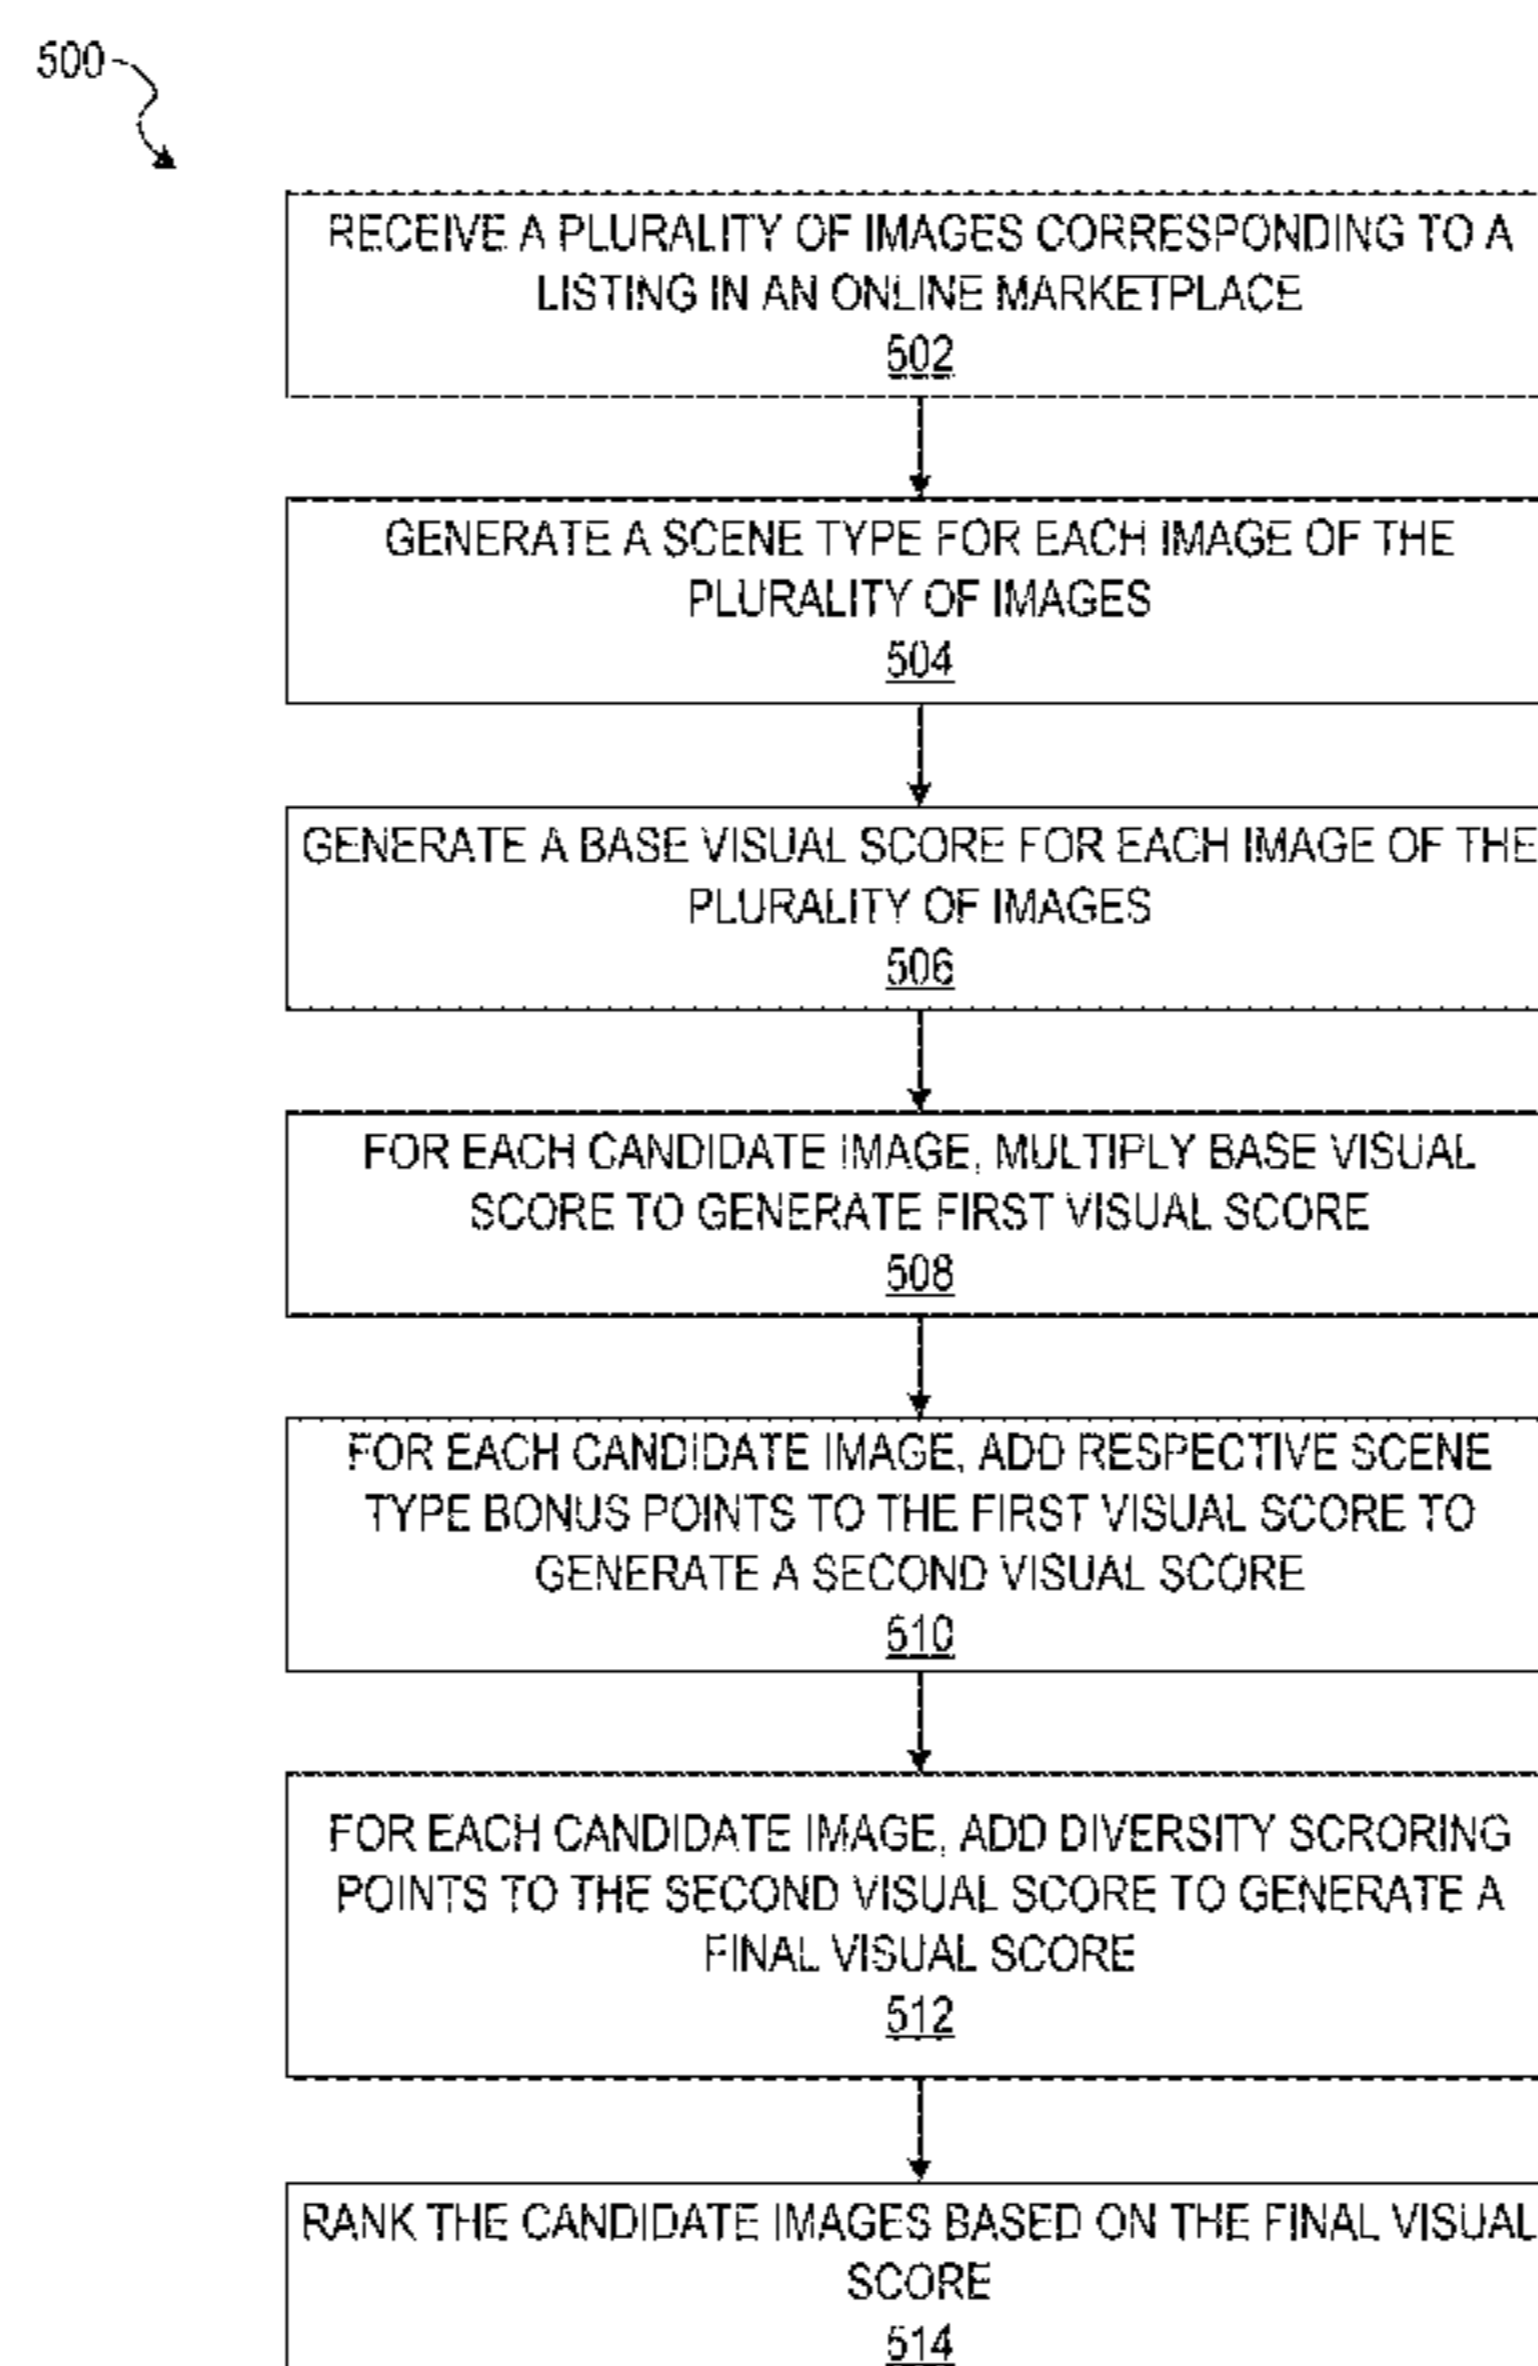 500
RECEIVE A PLURALITY OF IMAGES CORRESPONDING TO A
LISTING IN AN ONLINE MARKETPLACE
502
GENERATE A SCENE TYPE FOR EACH IMAGE OF THE
PLURALITY OF IMAGES
504
GENERATE A BASE VISUAL SCORE FOR EACH IMAGE OF THE
PLURALITY OF IMAGES
506
FOR EACH CANDIDATE IMAGE, MULTIPLY BASE VISUAL
SCORE TO GENERATE FIRST VISUAL SCORE
508
FOR EACH CANDIDATE IMAGE, ADD RESPECTIVE SCENE
TYPE BONUS POINTS TO THE FIRST VISUAL SCORE TO
GENERATE A SECOND VISUAL SCORE
510
FOR EACH CANDIDATE IMAGE, ADD DIVERSITY SCRORING
POINTS TO THE SECOND VISUAL SCORE TO GENERATE A
FINAL VISUAL SCORE
512
RANK THE CANDIDATE IMAGES BASED ON THE FINAL VISUAL
SCORE
514